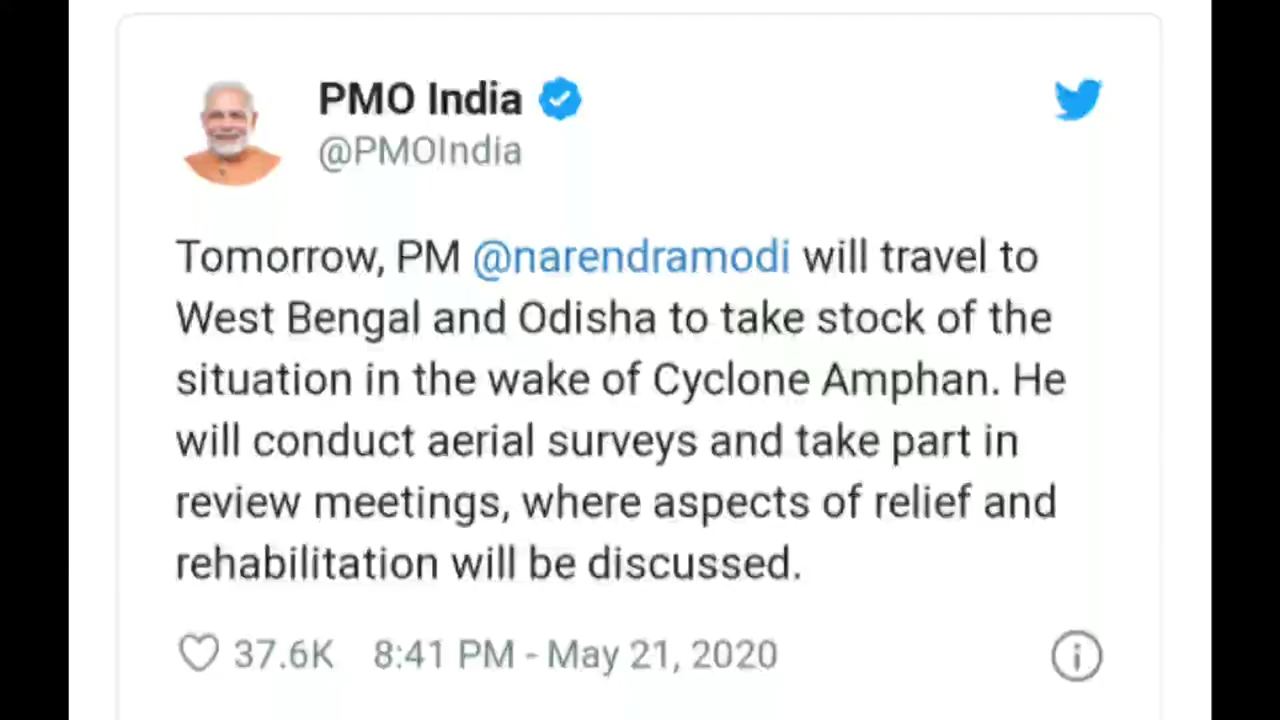 PMO India
@PMOIndia
Tomorrow, PM @narendramodi will travel to
West Bengal and Odisha to take stock of the
situation in the wake of Cyclone Amphan. He
will conduct aerial surveys and take part in
review meetings, where aspects of relief and
rehabilitation will be discussed.
37.6K 8:41 PM - May 21, 2020